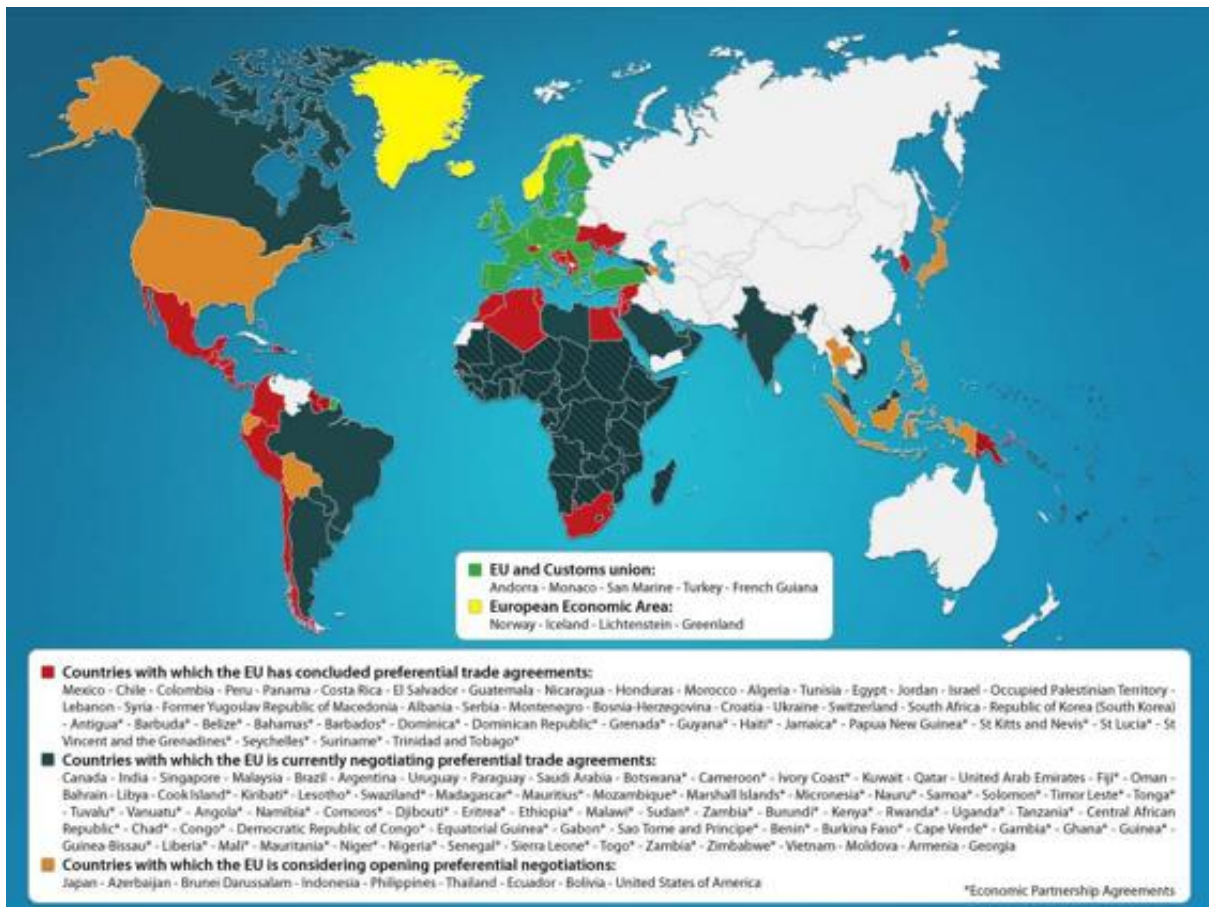 EU and Customs union:
Andorra - Monaco - San Marine - Turkey - French Guiana
European Economic Area:
Norway - Iceland - Lichtenstein - Greenland
Countries with which the EU has concluded preferential trade agreements:
Mexico - Chile - Colombia - Peru - Panama - Costa Rica - El Salvador - Guatemala - Nicaragua - Honduras - Morocco - Algeria - Tunisia - Egypt - Jordan - Israel - Occupied Palestinian Territory -
Lebanon - Syria - Former Yugoslav Republic of Macedonia - Albania - Serbia - Montenegro - Bosnia-Herzegovina - Croatia - Ukraine - Switzerland - South Africa - Republic of Korea (South Korea)
- Antigua* - Barbuda* - Belize* - Bahamas* - Barbados* - Dominica* - Dominican Republic* - Grenada* - Guyana* - Haiti* - Jamaica* - Papua New Guinea* - St Kitts and Nevis* - St Lucia* - St
Vincent and the Grenadines* - Seychelles* - Suriname* - Trinidad and Tobago*
Countries with which the EU is currently negotiating preferential trade agreements:
Canada - India - Singapore - Malaysia - Brazil - Argentina - Uruguay - Paraguay - Saudi Arabia - Botswana* - Cameroon* - Ivory Coast* - Kuwait - Qatar - United Arab Emirates - Fiji* - Oman -
Bahrain - Libya - Cook Island* - Kiribati* - Lesotho* - Swaziland* - Madagascar* - Mauritius* - Mozambique* - Marshall Islands* - Micronesia* - Nauru* - Samoa* - Solomon* - Timor Leste* - Tonga*
- Tuvalu* - Vanuatu* - Angola* - Namibia* - Comoros* - Djibouti* - Eritrea* - Ethiopia* - Malawi* - Sudan* - Zambia* - Burundi* - Kenya* - Rwanda* - Uganda* - Tanzania* - Central African
Republic* - Chad* - Congo* - Democratic Republic of Congo* - Equatorial Guinea* - Gabon* - Sao Tome and Principe* - Benin* - Burkina Faso* - Cape Verde* - Gambia* - Ghana* - Guinea* -
Guinea-Bissau* - Liberia* - Mali* - Mauritania* - Niger* - Nigeria* - Senegal* - Sierra Leone* - Togo* - Zambia* - Zimbabwe* - Vietnam - Moldova - Armenia - Georgia
Countries with which the EU is considering opening preferential negotiations:
Japan - Azerbaijan - Brunei Darussalam - Indonesia - Philippines - Thailand - Ecuador - Bolivia - United States of America
*Economic Partnership Agreements